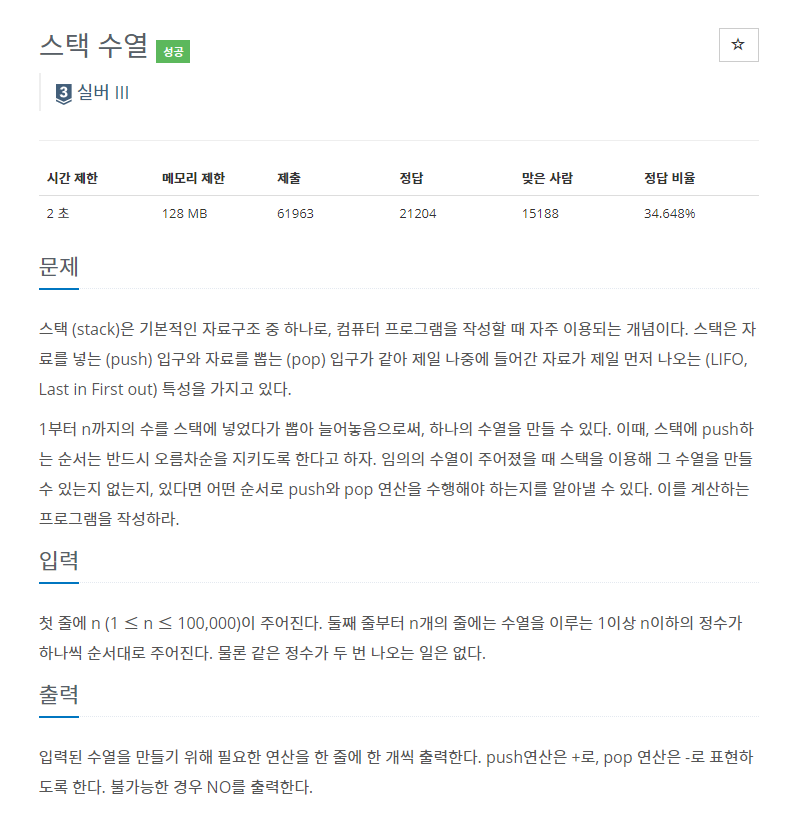 스택 수열 성공
☆
3 실버 III
시간 제한 메모리 제한 제출 정답 맞은 사람 정답 비율
2 초 128 MB 61963 21204 15188 34.648%
문제
스택 (stack)은 기본적인 자료구조 중 하나로, 컴퓨터 프로그램을 작성할 때 자주 이용되는 개념이다. 스택은 자
료를 넣는 (push) 입구와 자료를 뽑는 (pop) 입구가 같아 제일 나중에 들어간 자료가 제일 먼저 나오는 (LIFO,
Last in First out) 특성을 가지고 있다.
1부터 n까지의 수를 스택에 넣었다가 뽑아 늘어놓음으로써, 하나의 수열을 만들 수 있다. 이때, 스택에 push하
는 순서는 반드시 오름차순을 지키도록 한다고 하자. 임의의 수열이 주어졌을 때 스택을 이용해 그 수열을 만들
수 있는지 없는지, 있다면 어떤 순서로 push와 pop 연산을 수행해야 하는지를 알아낼 수 있다. 이를 계산하는
프로그램을 작성하라.
입력
첫 줄에 n (1 ≤ n ≤ 100,000)이 주어진다. 둘째 줄부터 n개의 줄에는 수열을 이루는 1이상 n이하의 정수가
하나씩 순서대로 주어진다. 물론 같은 정수가 두 번 나오는 일은 없다.
출력
입력된 수열을 만들기 위해 필요한 연산을 한 줄에 한 개씩 출력한다. push연산은 +로, pop 연산은 -로 표현하
도록 한다. 불가능한 경우 NO를 출력한다.